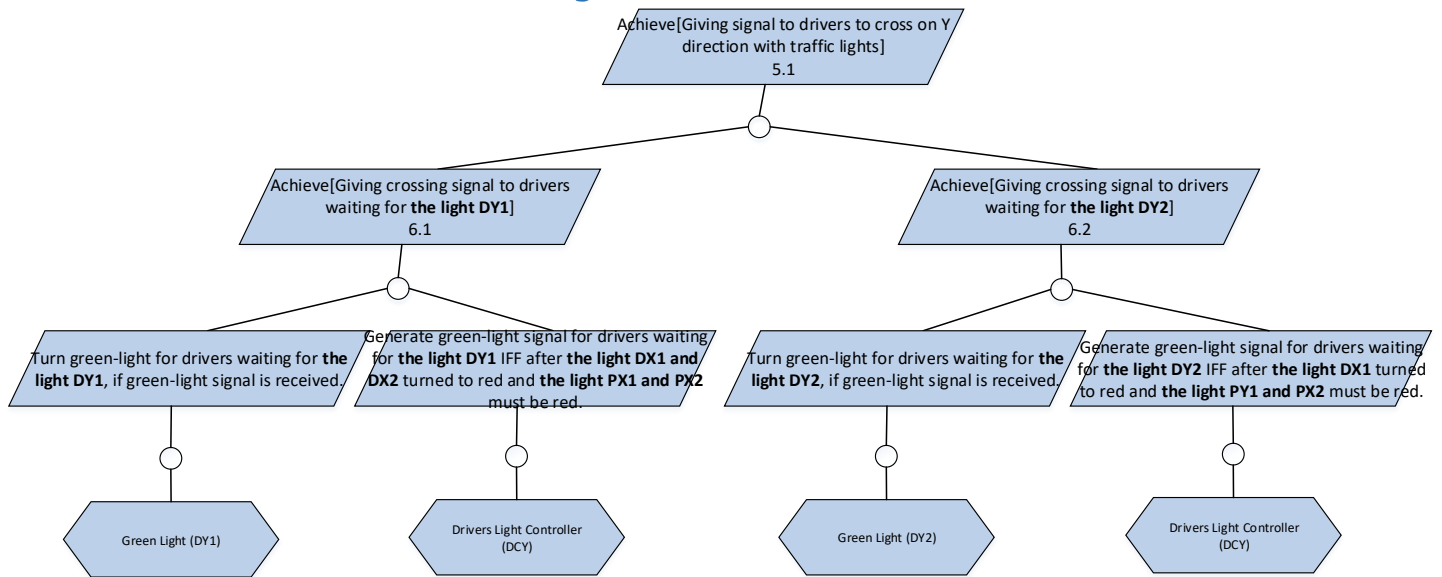 Achieve[Giving signal to drivers to cross on Y
direction with traffic lights]
5.1
Achieve[Giving crossing signal to drivers
waiting for the light DY1]
6.1
Achieve[Giving crossing signal to drivers
waiting for the light DY2]
6.2
Turn green-light for drivers waiting for the
light DY1, if green-light signal is received.
Generate green-light signal for drivers waiting
for the light DY1 IFF after the light DX1 and
DX2 turned to red and the light PX1 and PX2
must be red.
Turn green-light for drivers waiting for the
light DY2, if green-light signal is received.
Generate green-light signal for drivers waiting
for the light DY2 IFF after the light DX1 turned
to red and the light PY1 and PX2 must be red.
Green Light (DY1)
Drivers Light Controller
(DCY)
Green Light (DY2)
Drivers Light Controller
(DCY)